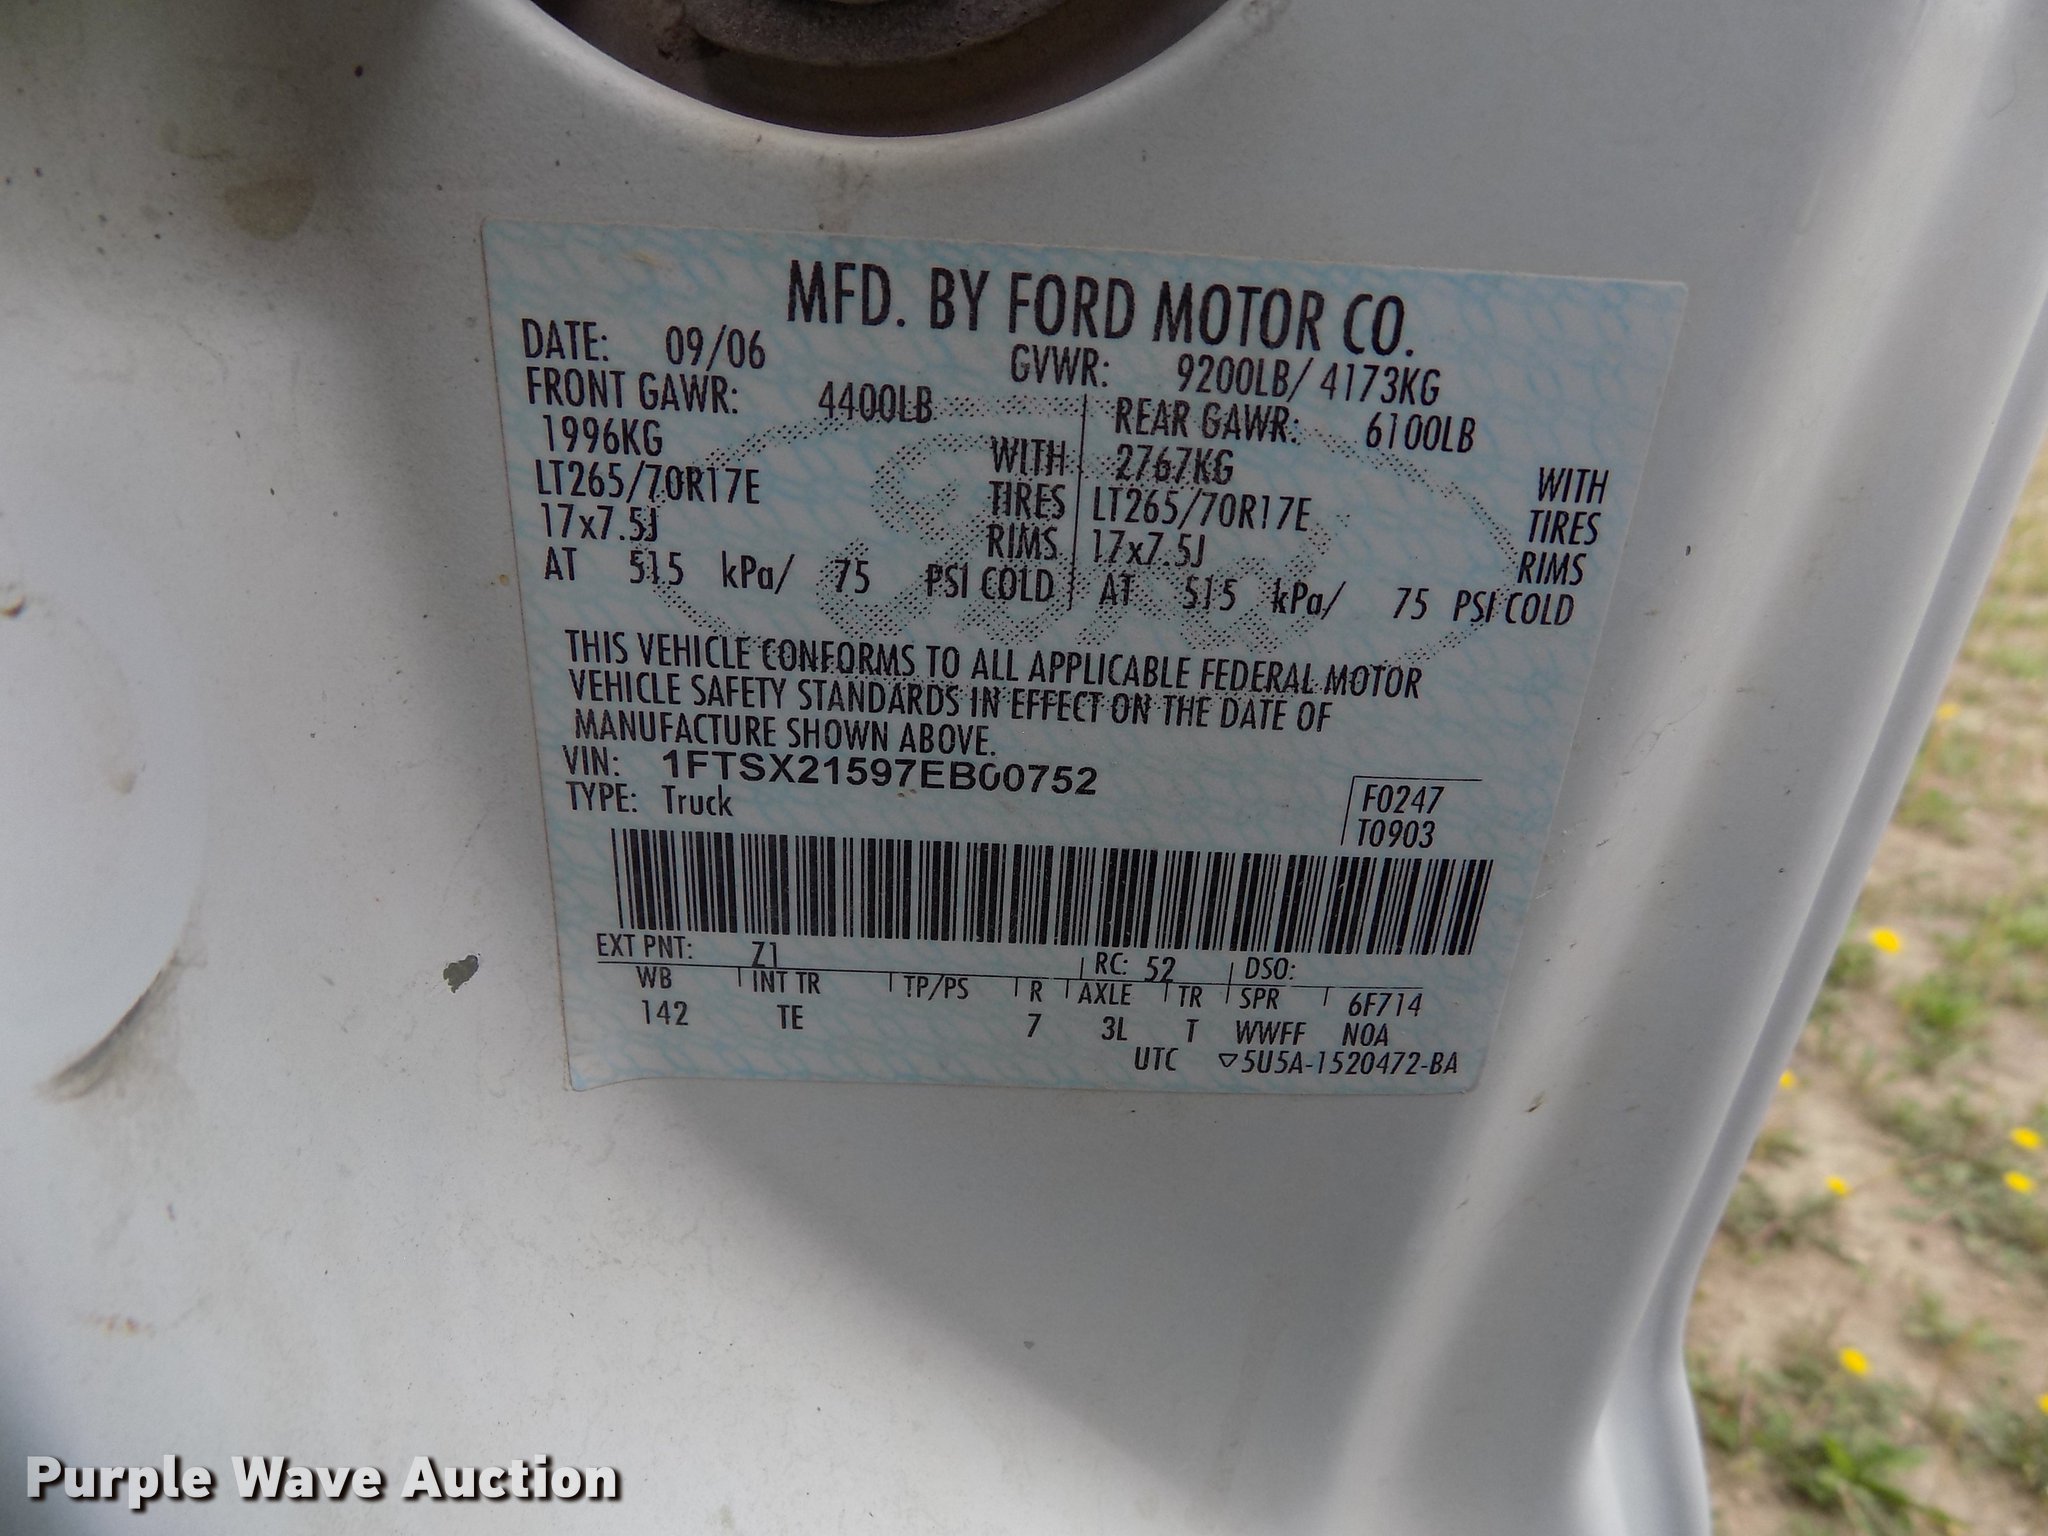 MFD. BY FORD MOTOR CO.
DATE: 09/06 GVWR: 9200LB/ 4173KG
FRONT GAWR: 4400LB REAR GAWR: 6100LB
1996KG WITH 2767KG WITH
LT265/70R17E TIRES LT265/70R17E TIRES
17x7.5J RIMS 17x7.5J RIMS
AT 515 kPa/ 75 PSI COLD AT 515 kPa/ 75 PSI COLD
THIS VEHICLE CONFORMS TO ALL APPLICABLE FEDERAL MOTOR
VEHICLE SAFETY STANDARDS IN EFFECT ON THE DATE OF
MANUFACTURE SHOWN ABOVE.
VIN: 1FTSX21597EB00752
TYPE: Truck F0247
T0903
EXT PNT: Z1 RC: 52 DSO:
WB INT TR TP/PS R AXLE TR SPR 6F714
142 TE 7 3L T WWFF N0A
UTC ▽5U5A-1520472-BA
Purple Wave Auction